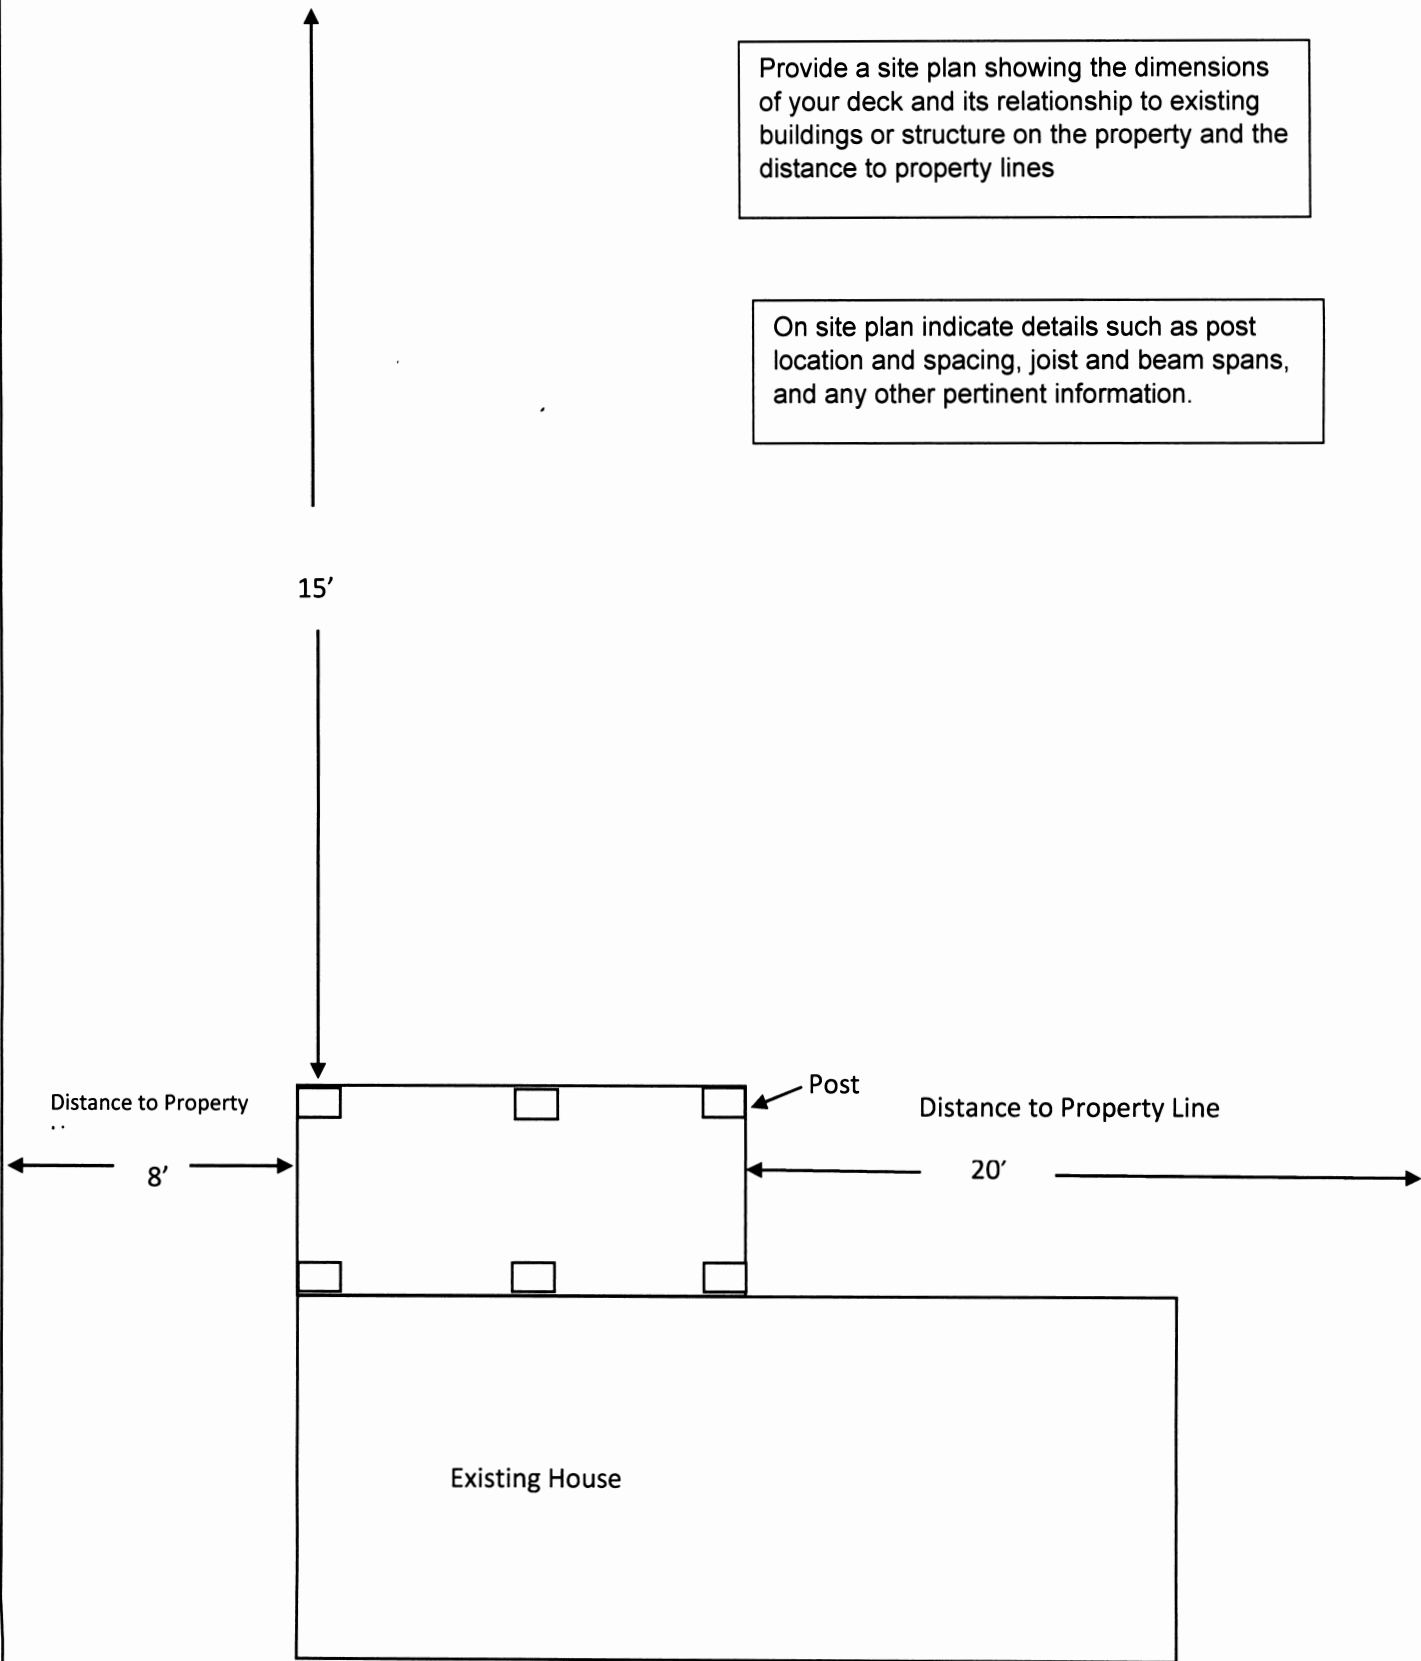 Provide a site plan showing the dimensions
of your deck and its relationship to existing
buildings or structure on the property and the
distance to property lines
On site plan indicate details such as post
location and spacing, joist and beam spans,
and any other pertinent information.
15’
Post
Distance to Property
Distance to Property Line
8’
20’
Existing House